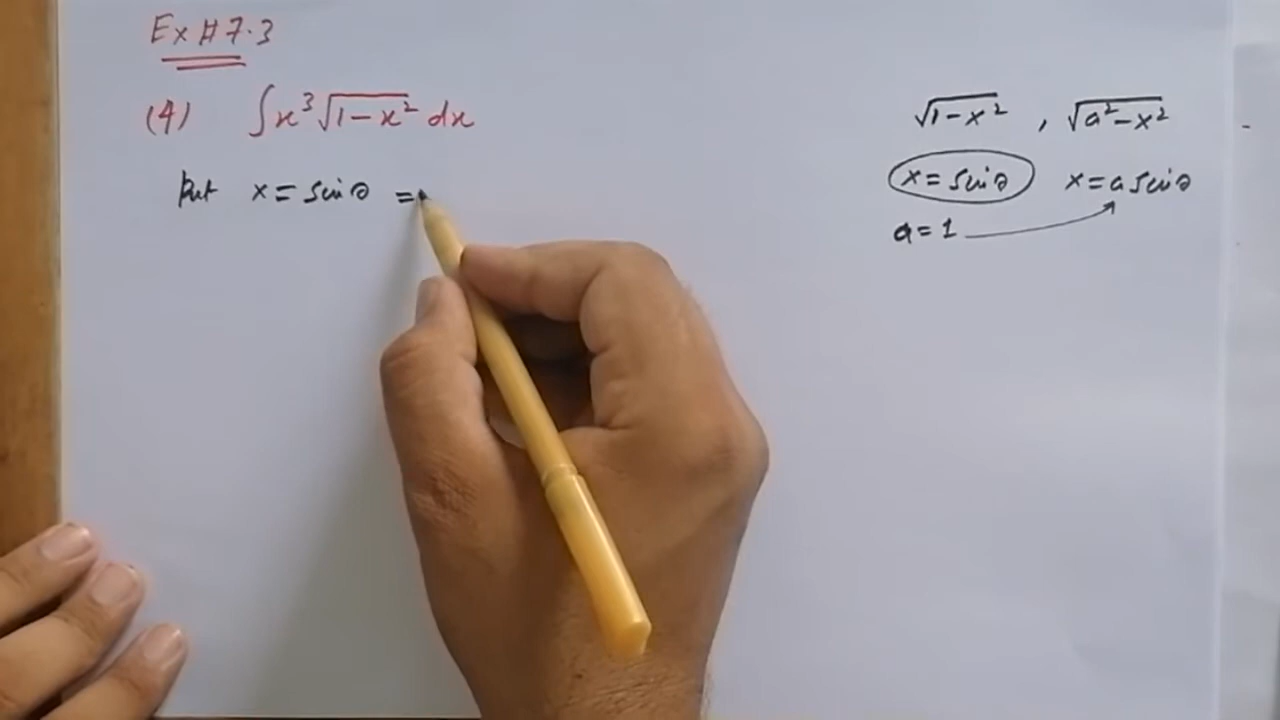 Ex # 7.3
(4) ∫x³√(1-x²) dx
Put x = sinθ =
√(1-x²) , √(a²-x²)
x = sinθ x = a sinθ
a = 1